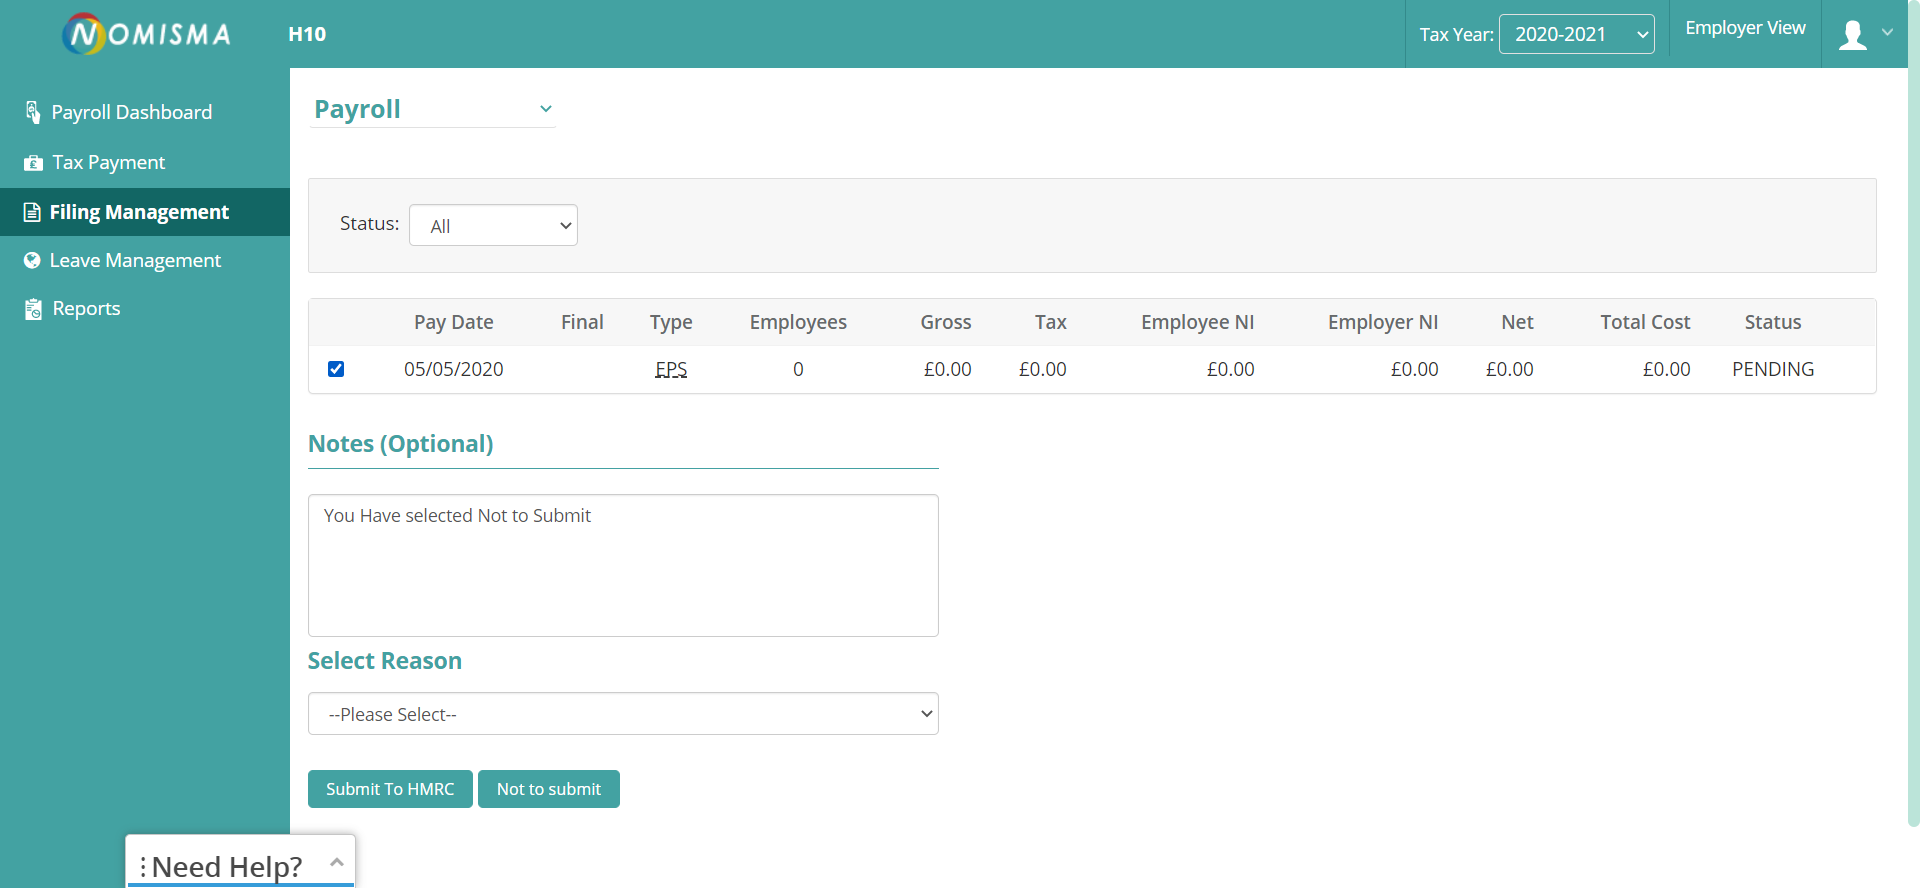 NOMISMA
H10
Tax Year: 2020-2021
Employer View
Payroll Dashboard
Tax Payment
Filing Management
Leave Management
Reports
Payroll
Status: All
Pay Date Final Type Employees Gross Tax Employee NI Employer NI Net Total Cost Status
05/05/2020 EPS 0 £0.00 £0.00 £0.00 £0.00 £0.00 £0.00 PENDING
Notes (Optional)
You Have selected Not to Submit
Select Reason
--Please Select--
Submit To HMRC Not to submit
Need Help?